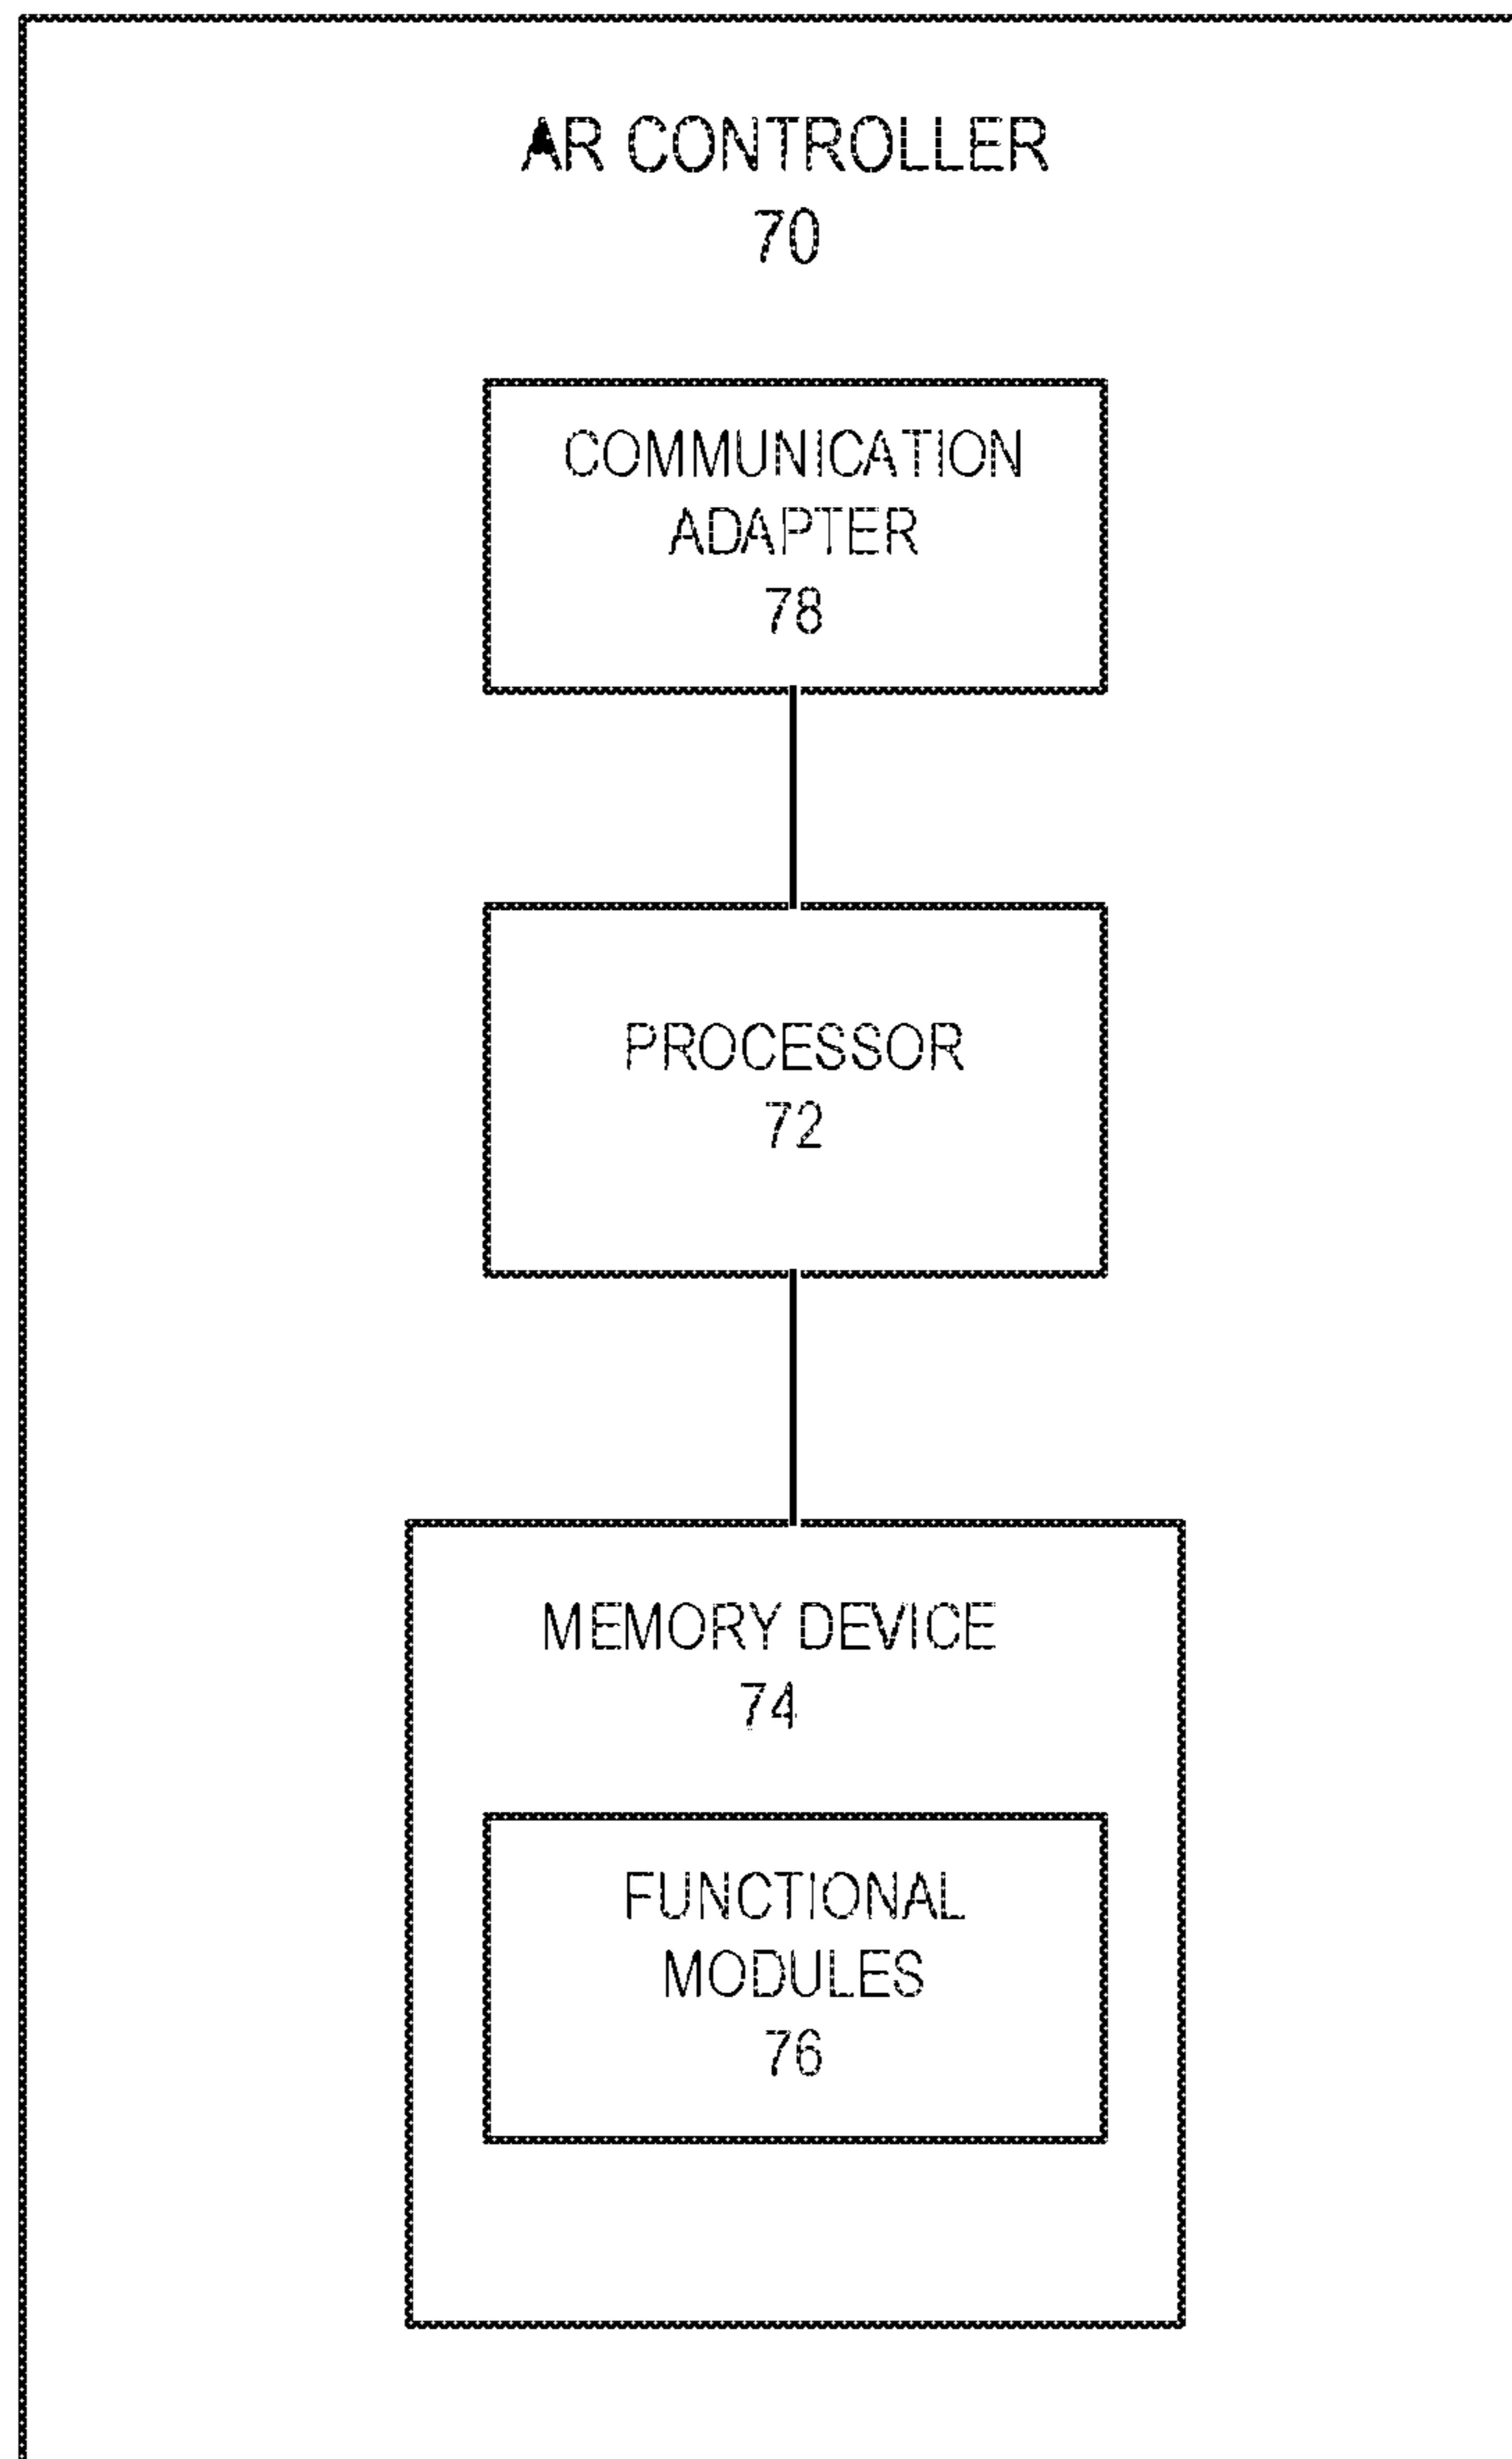 AR CONTROLLER
70
COMMUNICATION
ADAPTER
78
PROCESSOR
72
MEMORY DEVICE
74
FUNCTIONAL
MODULES
76